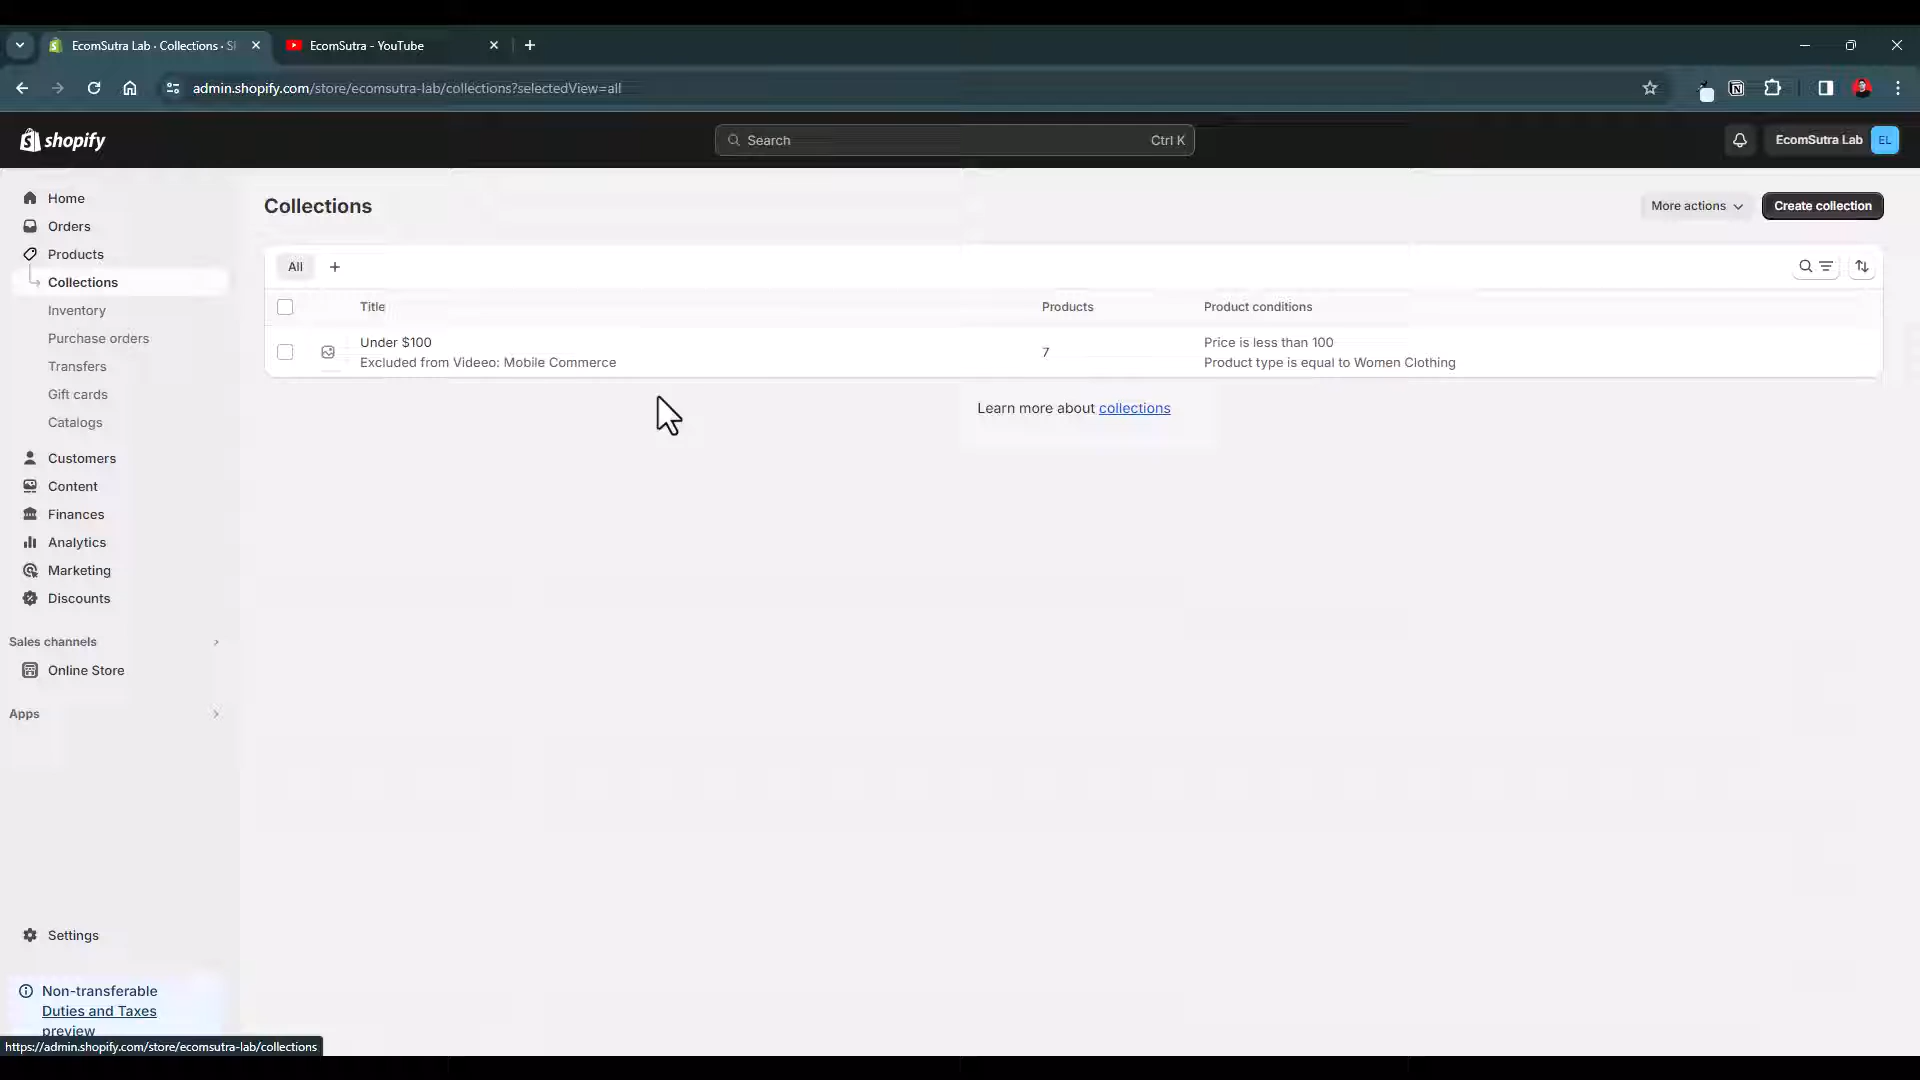 EcomSutra Lab · Collections · S
EcomSutra - YouTube
admin.shopify.com/store/ecomsutra-lab/collections?selectedView=all
shopify
Search
Ctrl K
EcomSutra Lab
EL
Home
Orders
Products
Collections
Inventory
Purchase orders
Transfers
Gift cards
Catalogs
Customers
Content
Finances
Analytics
Marketing
Discounts
Sales channels
Online Store
Apps
Settings
Non-transferable
Duties and Taxes
preview
https://admin.shopify.com/store/ecomsutra-lab/collections
Collections
More actions
Create collection
All
Title
Products
Product conditions
Under $100
Excluded from Videeo: Mobile Commerce
7
Price is less than 100
Product type is equal to Women Clothing
Learn more about collections